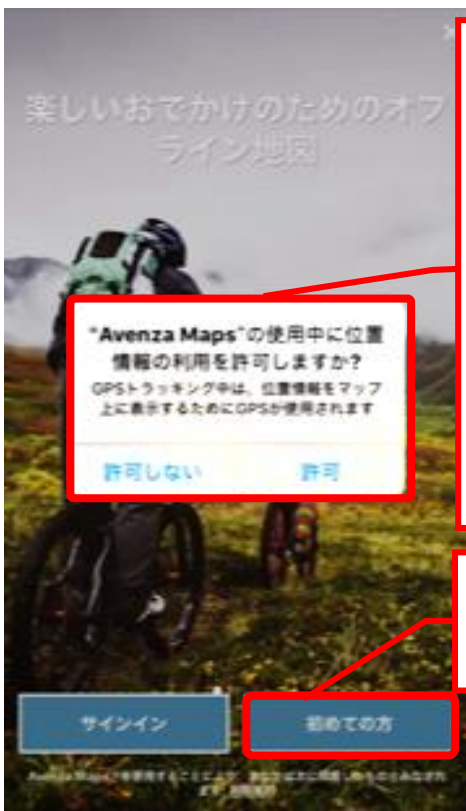 楽しいおでかけのためのオフ
ライン地図
"Avenza Maps"の使用中に位置
情報の利用を許可しますか?
GPSトラッキング中は、位置情報をマップ
上に表示するためにGPSが使用されます
許可しない
許可
サインイン
初めての方
Avenza Maps